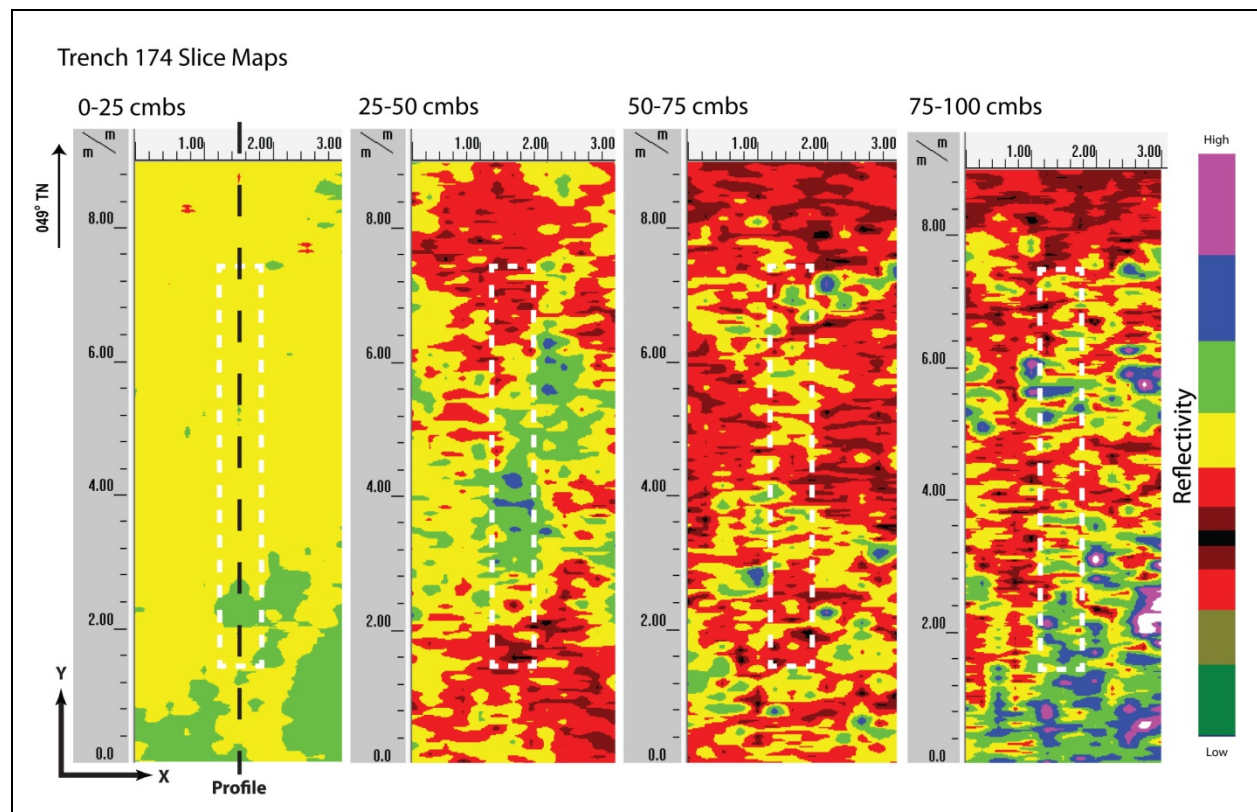 Trench 174 Slice Maps
0-25 cmbs
25-50 cmbs
50-75 cmbs
75-100 cmbs
m
m
1.00 2.00 3.00
m
m
1.00 2.00 3.00
m
m
1.00 2.00 3.00
m
m
1.00 2.00 3.00
High
049° TN
8.00
8.00
8.00
8.00
6.00
6.00
6.00
6.00
Reflectivity
4.00
4.00
4.00
4.00
2.00
2.00
2.00
2.00
Y
0.0
0.0
0.0
0.0
Low
X
Profile